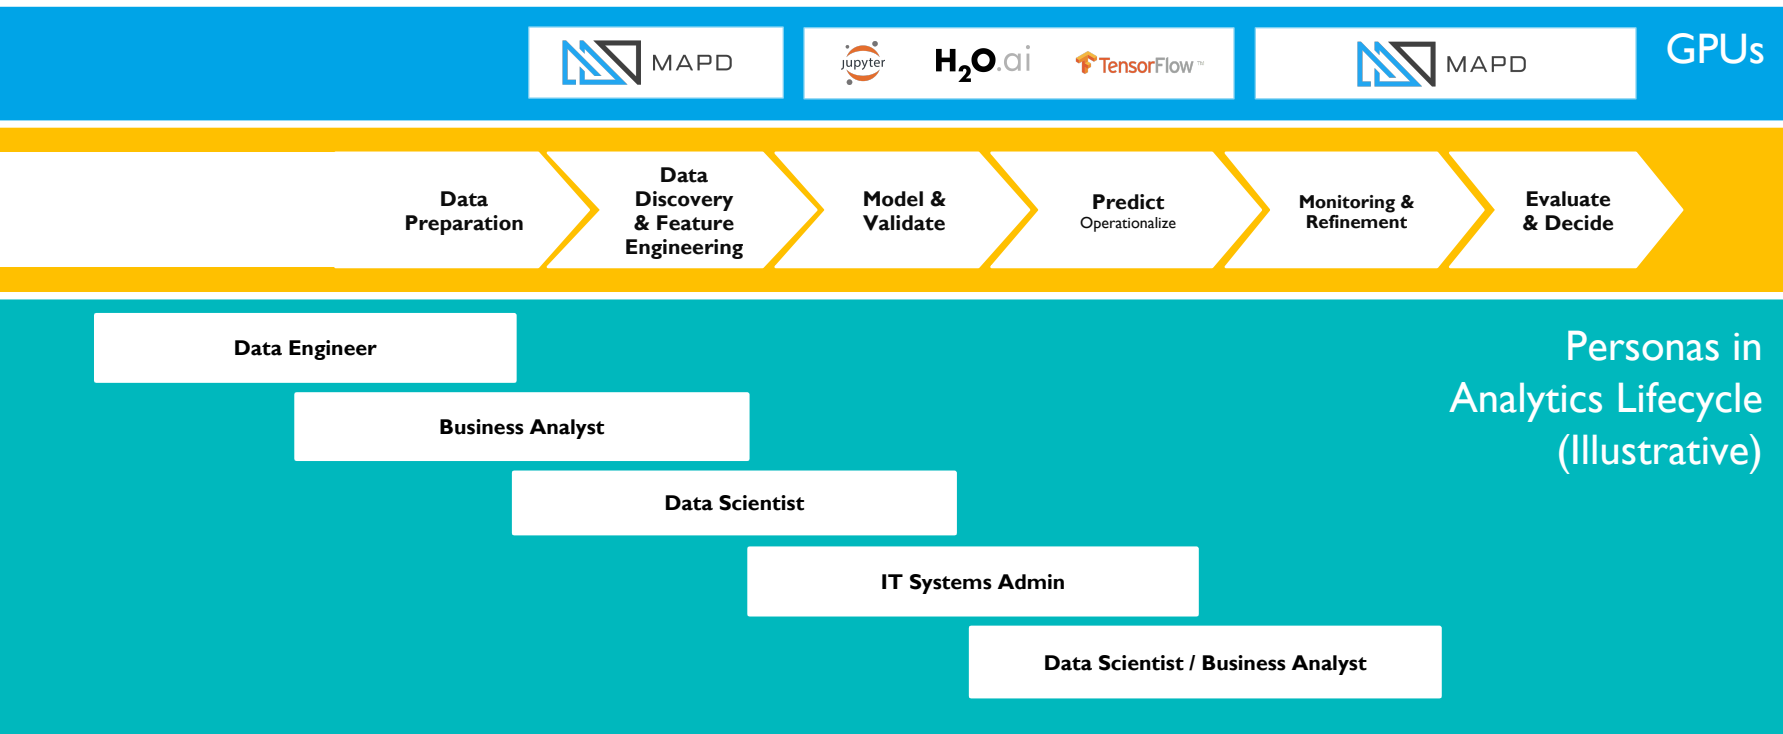 MAPD
jupyter
H2O.ai
TensorFlow™
MAPD
GPUs
Data
Preparation
Data
Discovery
& Feature
Engineering
Model &
Validate
Predict
Operationalize
Monitoring &
Refinement
Evaluate
& Decide
Data Engineer
Business Analyst
Data Scientist
IT Systems Admin
Data Scientist / Business Analyst
Personas in
Analytics Lifecycle
(Illustrative)